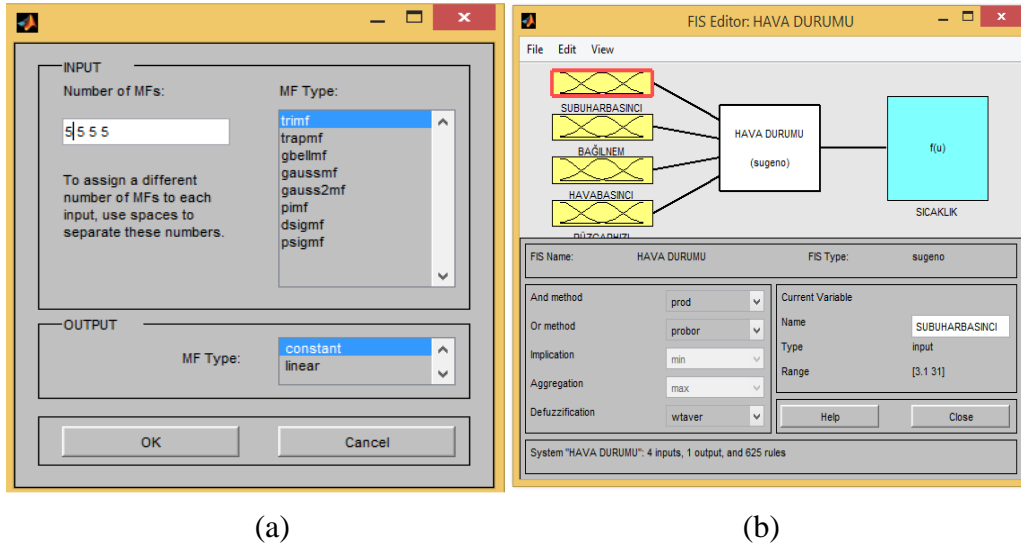 INPUT
Number of MFs:
MF Type:
5 5 5 5
trimf
trapmf
gbellmf
gaussmf
gauss2mf
pimf
dsigmf
psigmf
To assign a different
number of MFs to each
input, use spaces to
separate these numbers.
OUTPUT
MF Type:
constant
linear
OK
Cancel
(a)
FIS Editor: HAVA DURUMU
File Edit View
SUBUHARBASINCI
BAĞILNEM
HAVABASINCI
RÜZGARHIZI
HAVA DURUMU
(sugeno)
f(u)
SICAKLIK
FIS Name: HAVA DURUMU FIS Type: sugeno
And method prod
Or method probor
Implication min
Aggregation max
Defuzzification wtaver
Current Variable
Name SUBUHARBASINCI
Type input
Range [3.1 31]
Help
Close
System "HAVA DURUMU": 4 inputs, 1 output, and 625 rules
(b)